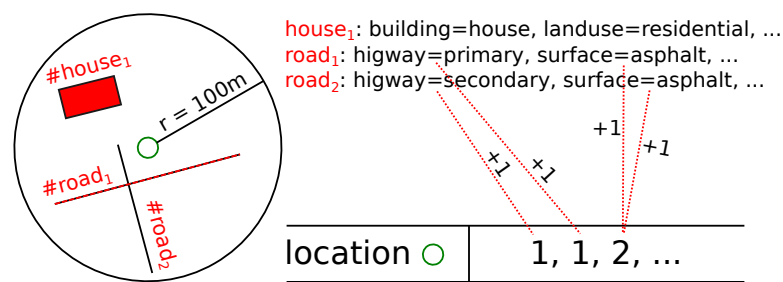 #house₁
r = 100m
#road₁
#road₂
house₁: building=house, landuse=residential, ...
road₁: higway=primary, surface=asphalt, ...
road₂: higway=secondary, surface=asphalt, ...
+1
+1
+1
+1
location
1, 1, 2, ...